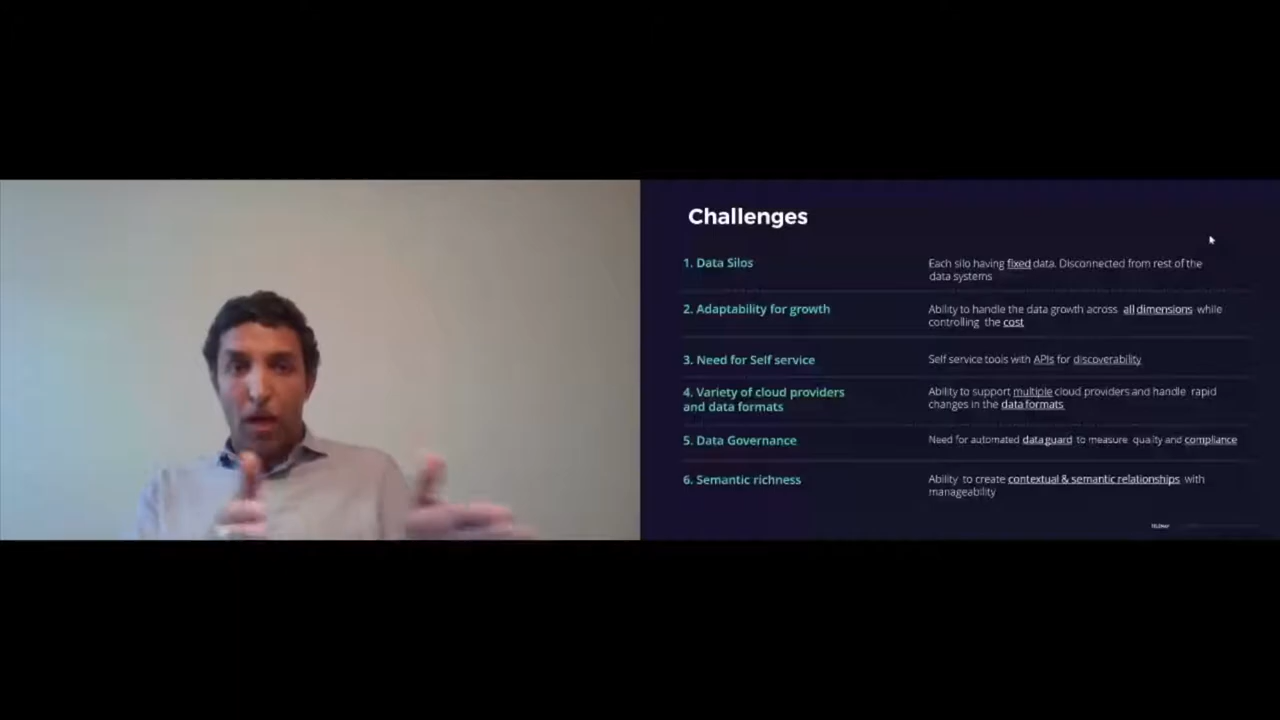 Challenges
1. Data Silos
Each silo having fixed data. Disconnected from rest of the
data systems
2. Adaptability for growth
Ability to handle the data growth across all dimensions while
controlling the cost
3. Need for Self service
Self service tools with APIs for discoverability
4. Variety of cloud providers
and data formats
Ability to support multiple cloud providers and handle rapid
changes in the data formats
5. Data Governance
Need for automated data guard to measure quality and compliance
6. Semantic richness
Ability to create contextual & semantic relationships with
manageability